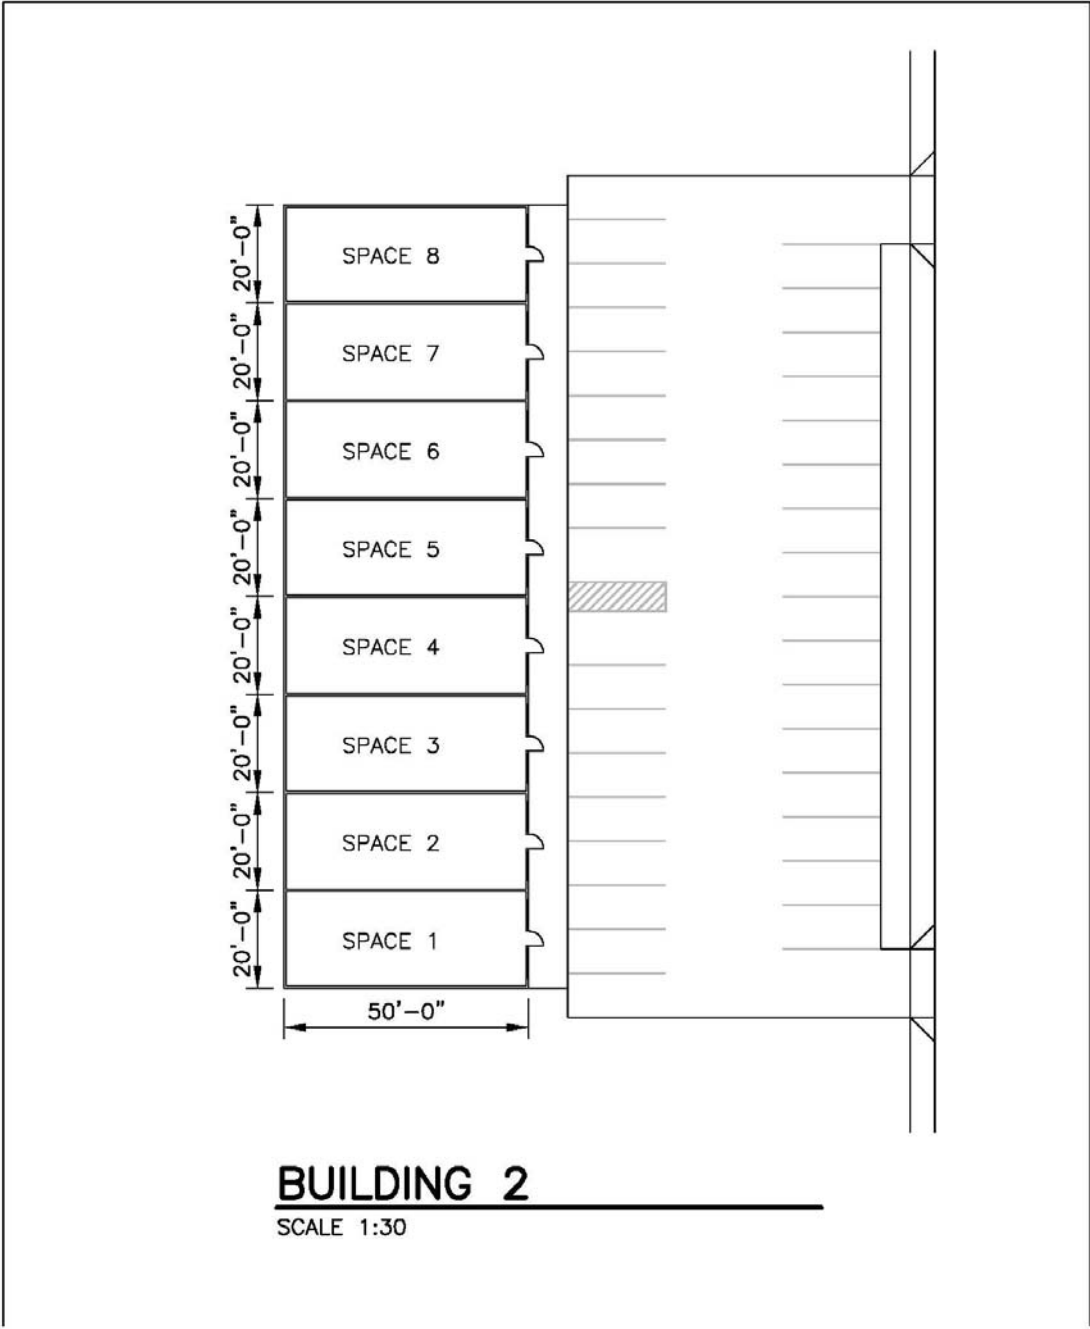 20'-0"
SPACE 8
20'-0"
SPACE 7
20'-0"
SPACE 6
20'-0"
SPACE 5
20'-0"
SPACE 4
20'-0"
SPACE 3
20'-0"
SPACE 2
20'-0"
SPACE 1
50'-0"
BUILDING 2
SCALE 1:30